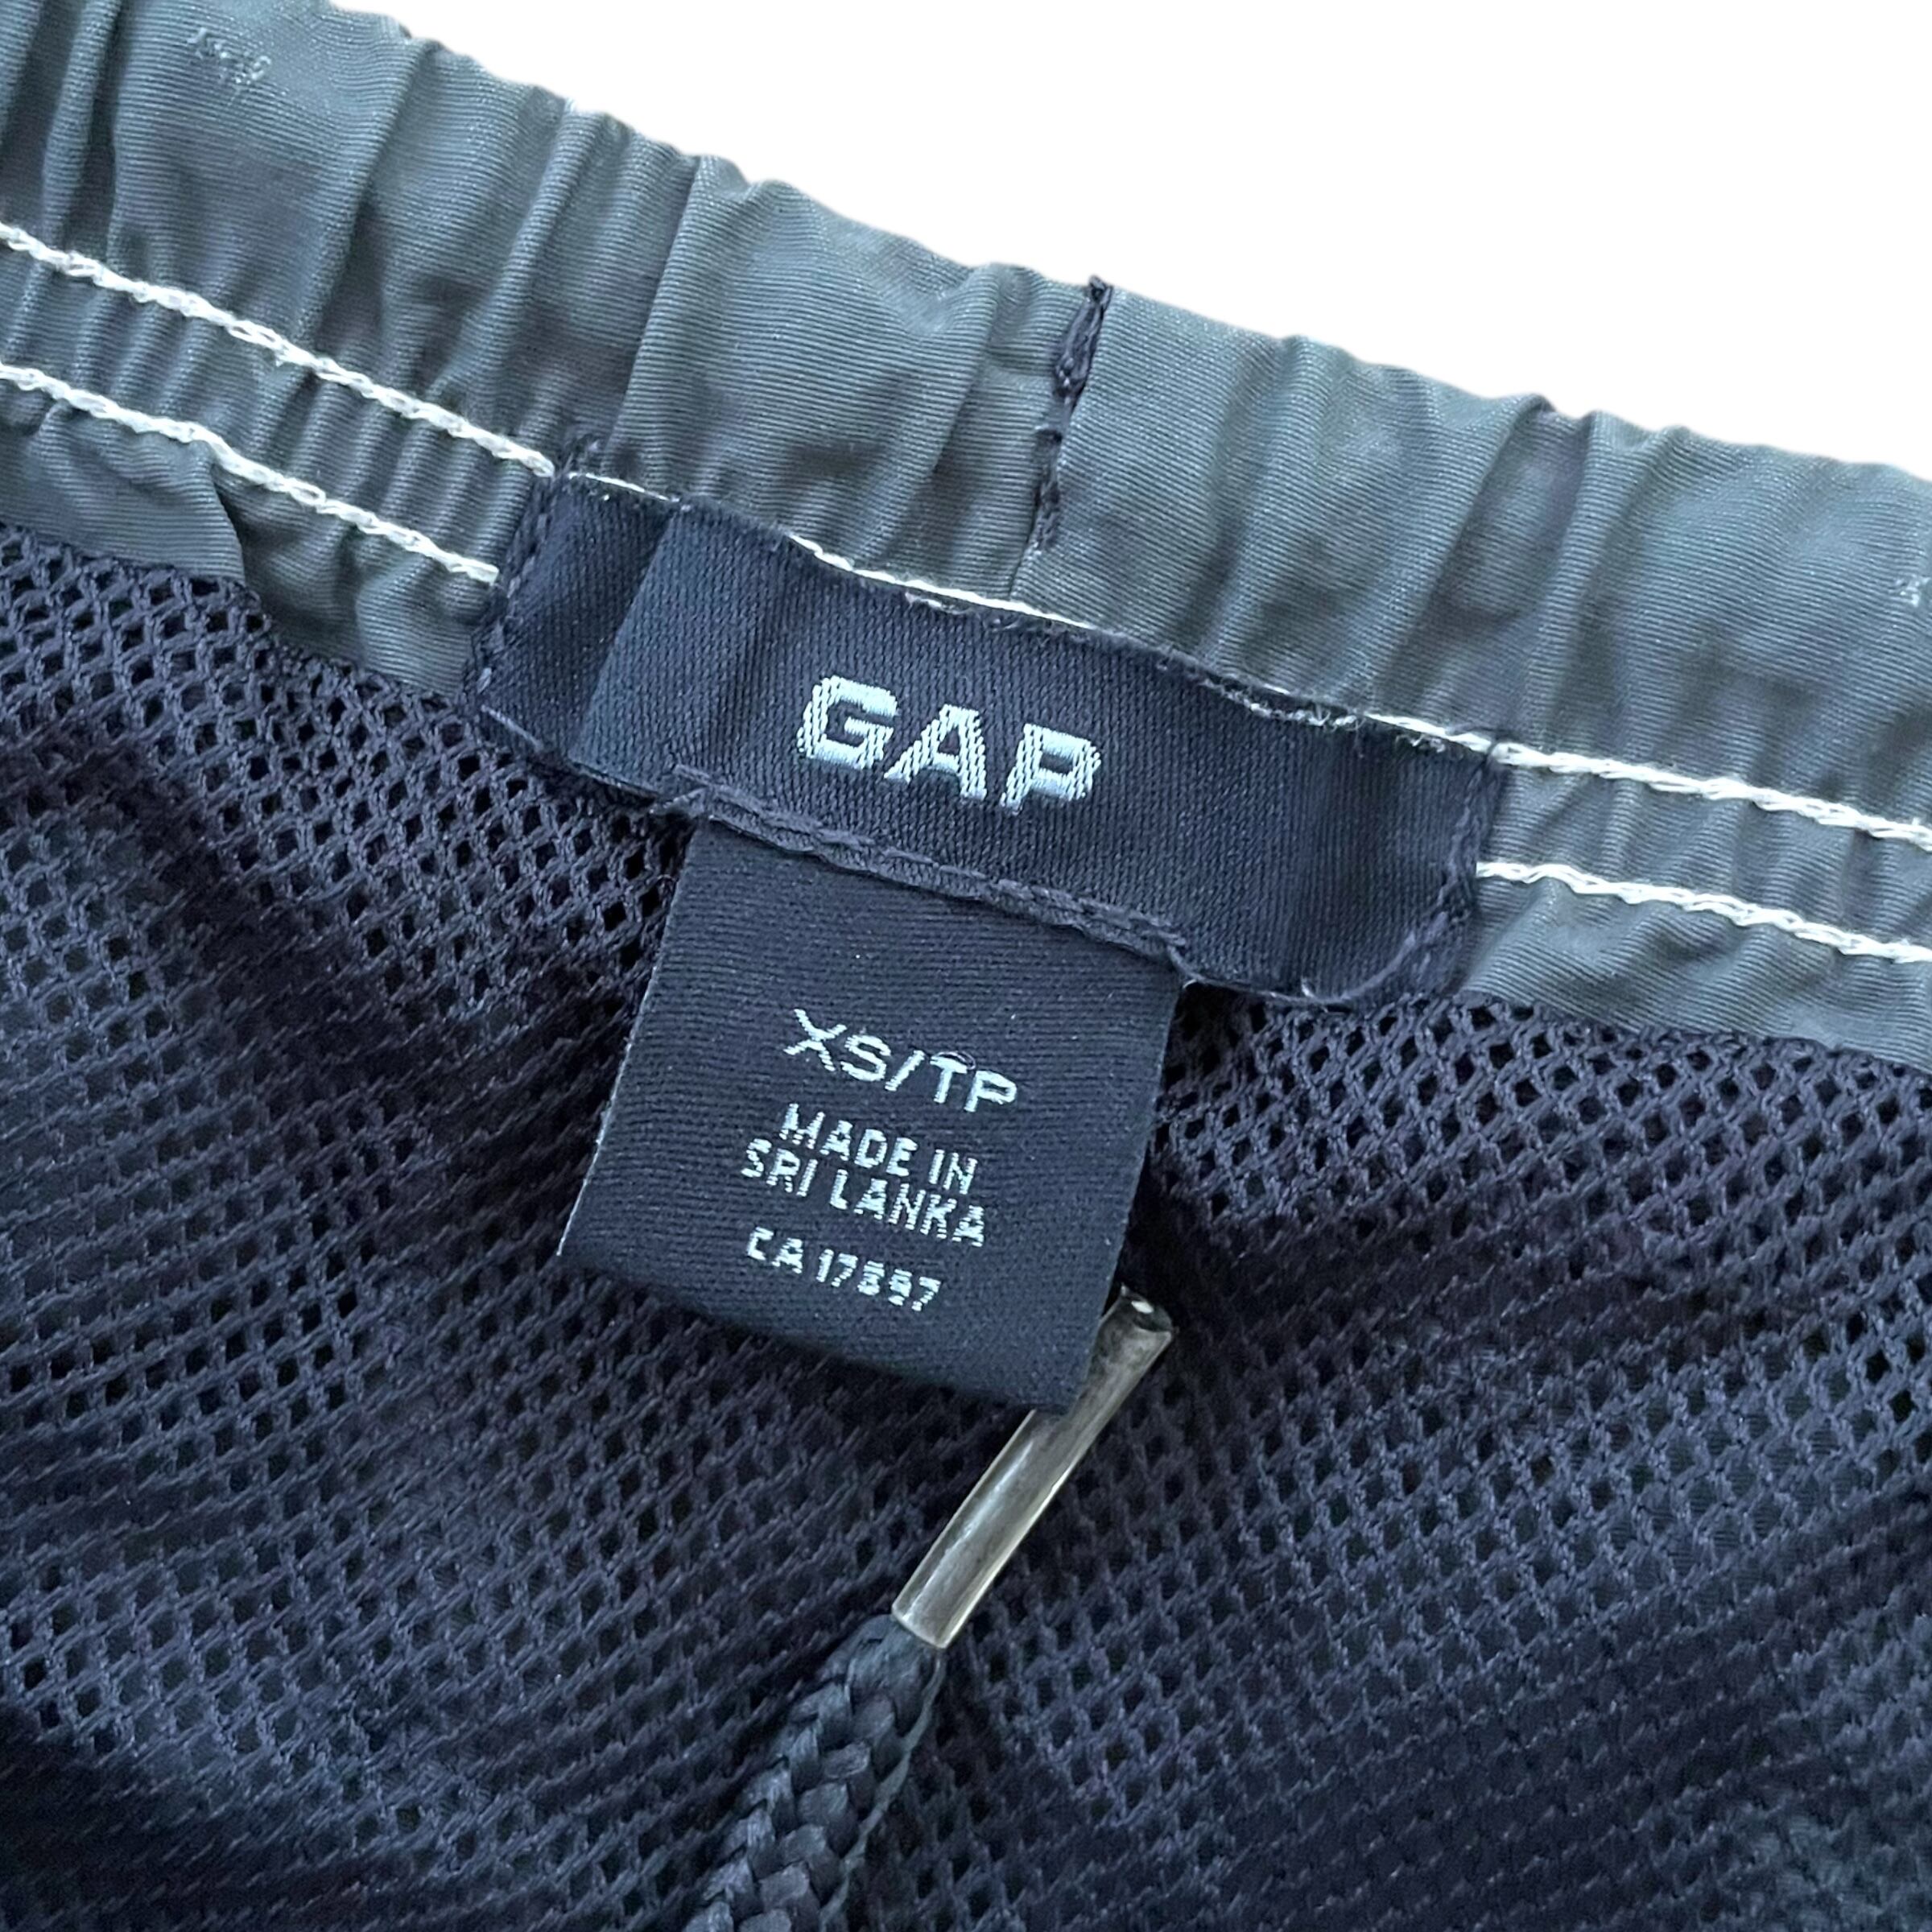 GAP
XS/TP
MADE IN
SRI LANKA
CA 17897